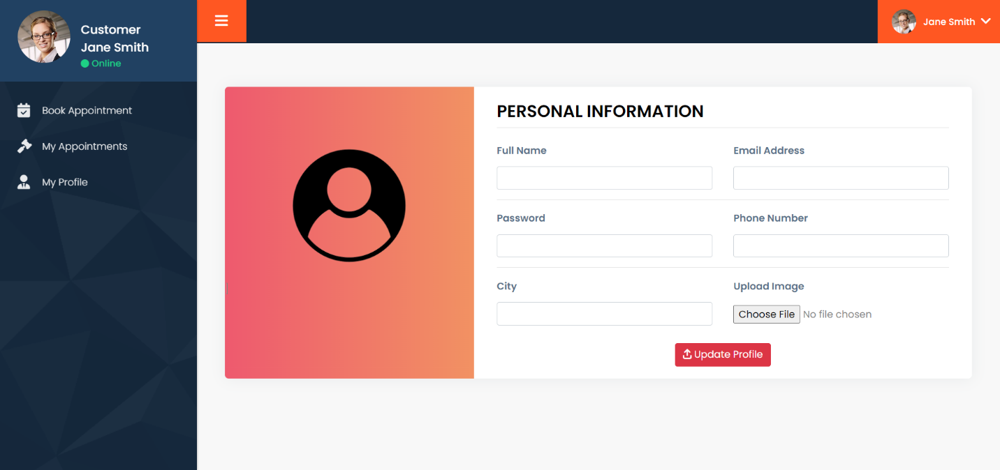 Customer
Jane Smith
Online
Jane Smith
Book Appointment
My Appointments
My Profile
PERSONAL INFORMATION
Full Name
Email Address
Password
Phone Number
City
Upload Image
Choose File No file chosen
Update Profile